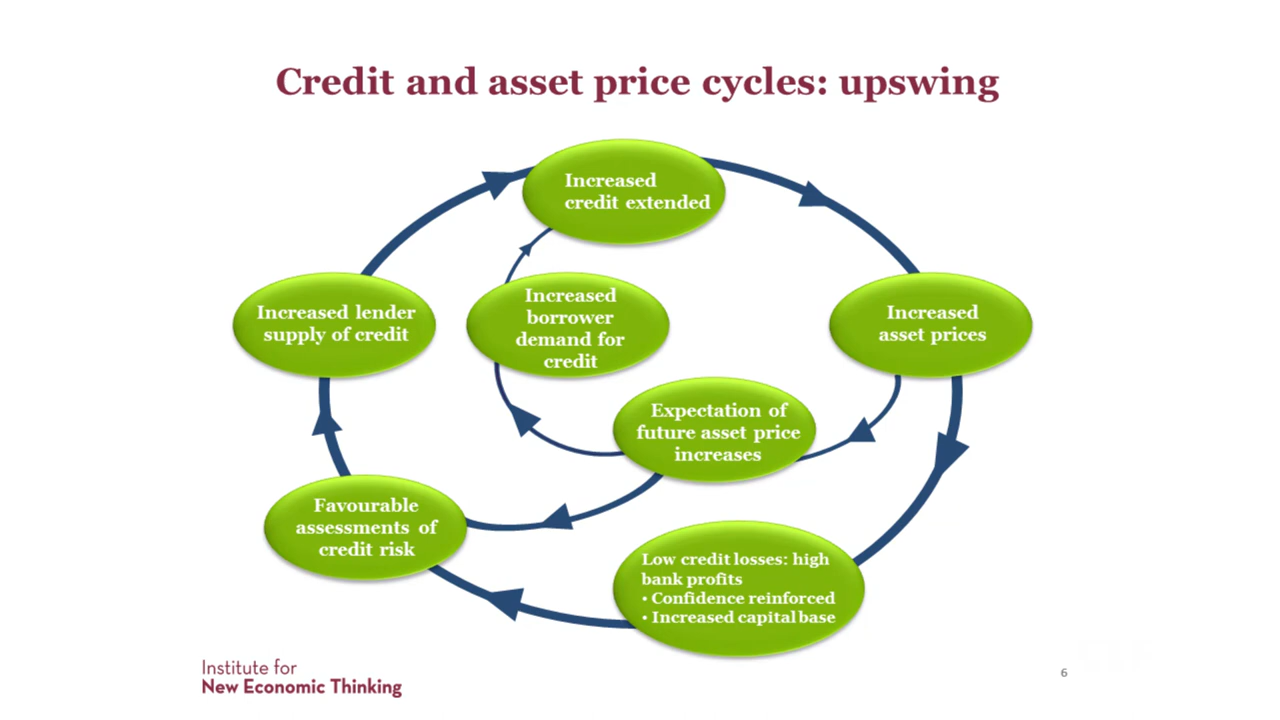 Credit and asset price cycles: upswing
Increased
credit extended
Increased lender
supply of credit
Increased
borrower
demand for
credit
Increased
asset prices
Expectation of
future asset price
increases
Favourable
assessments of
credit risk
Low credit losses: high
bank profits
• Confidence reinforced
• Increased capital base
Institute for
New Economic Thinking
6